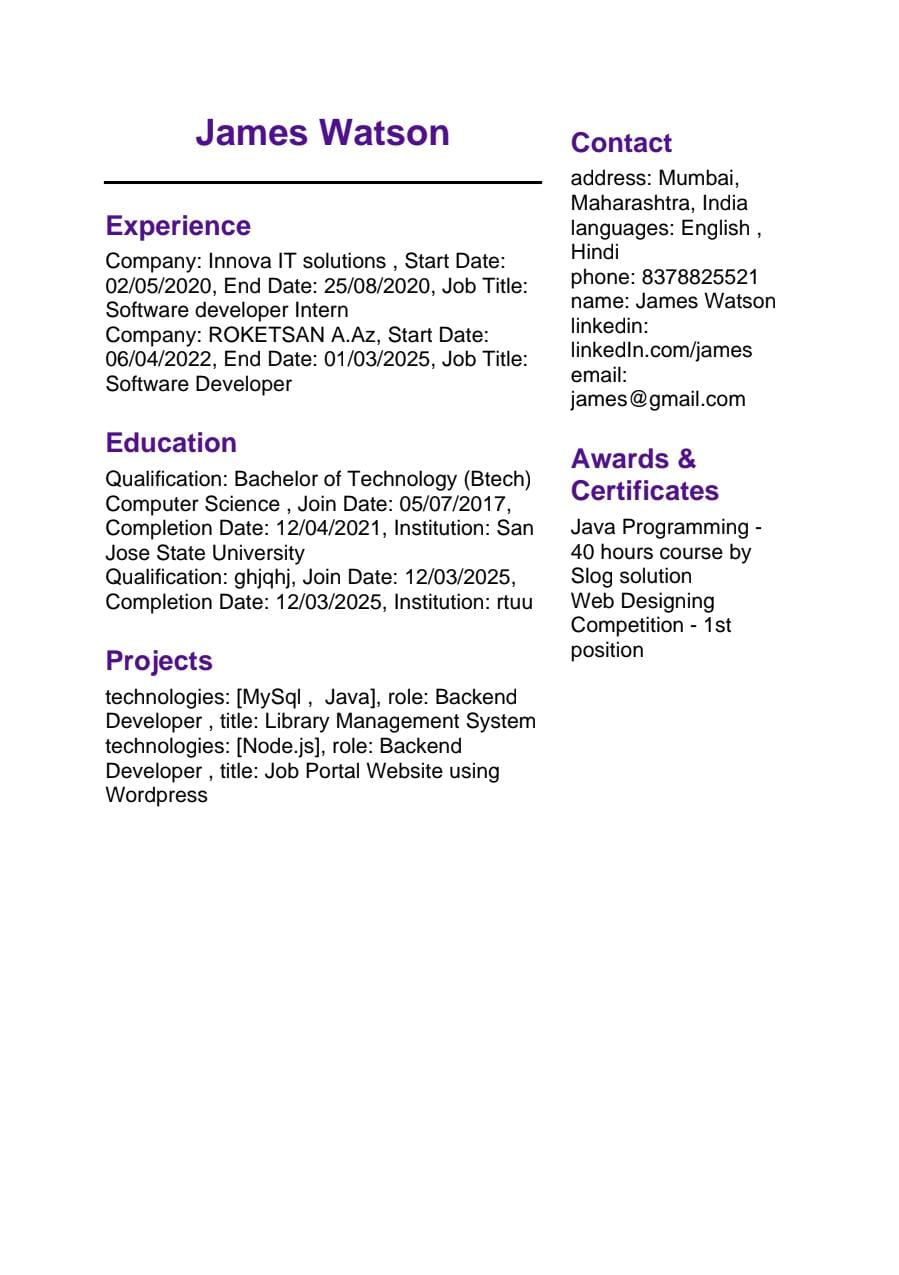 James Watson
Experience
Company: Innova IT solutions , Start Date:
02/05/2020, End Date: 25/08/2020, Job Title:
Software developer Intern
Company: ROKETSAN A.Az, Start Date:
06/04/2022, End Date: 01/03/2025, Job Title:
Software Developer
Education
Qualification: Bachelor of Technology (Btech)
Computer Science , Join Date: 05/07/2017,
Completion Date: 12/04/2021, Institution: San
Jose State University
Qualification: ghjqhj, Join Date: 12/03/2025,
Completion Date: 12/03/2025, Institution: rtuu
Projects
technologies: [MySql ,  Java], role: Backend
Developer , title: Library Management System
technologies: [Node.js], role: Backend
Developer , title: Job Portal Website using
Wordpress
Contact
address: Mumbai,
Maharashtra, India
languages: English ,
Hindi
phone: 8378825521
name: James Watson
linkedin:
linkedIn.com/james
email:
james@gmail.com
Awards &
Certificates
Java Programming -
40 hours course by
Slog solution
Web Designing
Competition - 1st
position